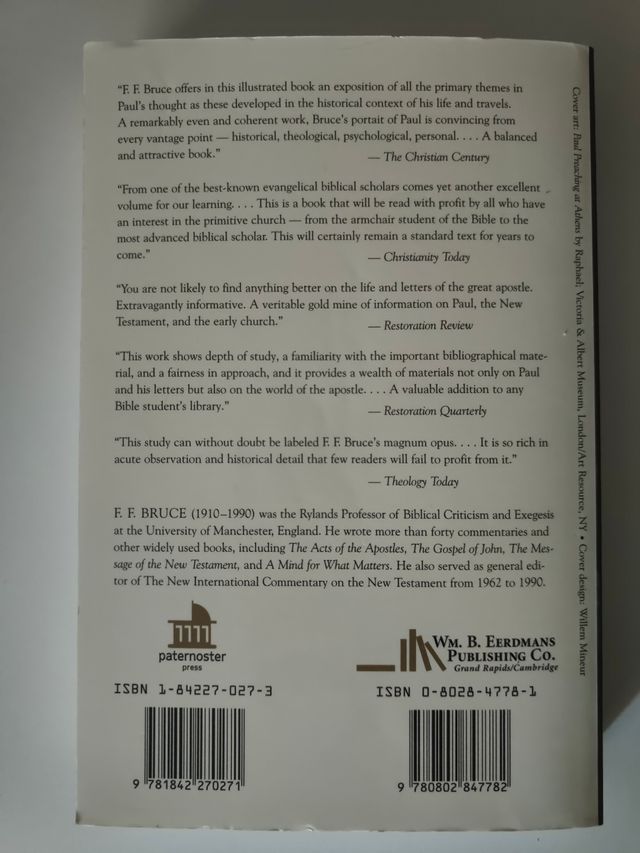 “F. F. Bruce offers in this illustrated book an exposition of all the primary themes in
Paul’s thought as these developed in the historical context of his life and travels.
A remarkably even and coherent work, Bruce’s portrait of Paul is convincing from
every vantage point — historical, theological, psychological, personal. . . . A balanced
and attractive book.”
— The Christian Century
“From one of the best-known evangelical biblical scholars comes yet another excellent
volume for our learning. . . . This is a book that will be read with profit by all who have
an interest in the primitive church — from the armchair student of the Bible to the
most advanced biblical scholar. This will certainly remain a standard text for years to
come.”
— Christianity Today
“You are not likely to find anything better on the life and letters of the great apostle.
Extravagantly informative. A veritable gold mine of information on Paul, the New
Testament, and the early church.”
— Restoration Review
“This work shows depth of study, a familiarity with the important bibliographical mate-
rial, and a fairness in approach, and it provides a wealth of materials not only on Paul
and his letters but also on the world of the apostle. . . . A valuable addition to any
Bible student’s library.”
— Restoration Quarterly
“This study can without doubt be labeled F. F. Bruce’s magnum opus. . . . It is so rich in
acute observation and historical detail that few readers will fail to profit from it.”
— Theology Today
F. F. BRUCE (1910–1990) was the Rylands Professor of Biblical Criticism and Exegesis
at the University of Manchester, England. He wrote more than forty commentaries and
other widely used books, including The Acts of the Apostles, The Gospel of John, The Mes-
sage of the New Testament, and A Mind for What Matters. He also served as general edi-
tor of The New International Commentary on the New Testament from 1962 to 1990.
paternoster
press
ISBN 1-84227-027-3
9 781842 270271
WM. B. EERDMANS
PUBLISHING CO.
Grand Rapids/Cambridge
ISBN 0-8028-4778-1
9 780802 847782
Cover art: Paul Preaching at Athens by Raphael; Victoria & Albert Museum, London/Art Resource, NY • Cover design: Willem Mineur